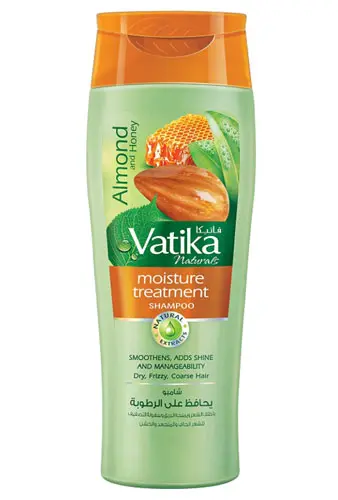 Almond
and Honey
فاتيكا
Vatika
Naturals
moisture
treatment
SHAMPOO
NATURAL
EXTRACTS
SMOOTHENS, ADDS SHINE
AND MANAGEABILITY
Dry, Frizzy, Coarse Hair
شامبو
يحافظ على الرطوبة